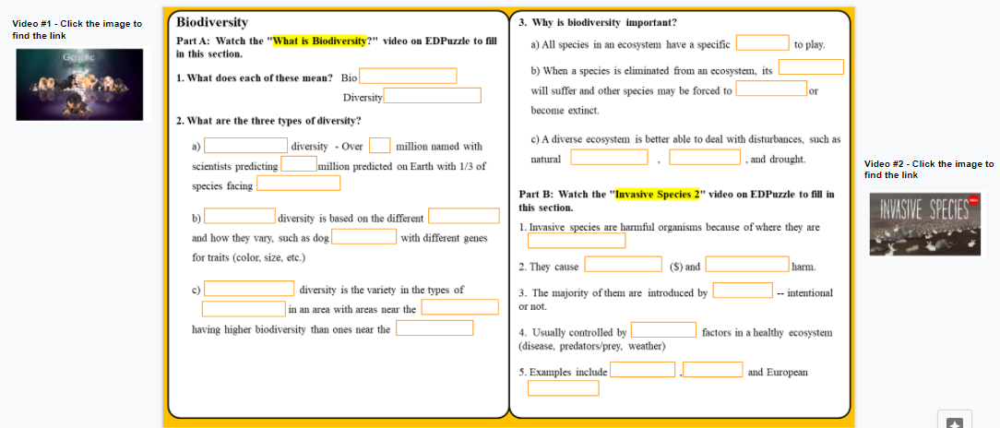 Video #1 - Click the image to
find the link
Genetic
Biodiversity
Part A: Watch the "What is Biodiversity?" video on EDPuzzle to fill
in this section.
1. What does each of these mean? Bio
Diversity
2. What are the three types of diversity?
a) diversity - Over million named with
scientists predicting million predicted on Earth with 1/3 of
species facing
b) diversity is based on the different
and how they vary, such as dog with different genes
for traits (color, size, etc.)
c) diversity is the variety in the types of
in an area with areas near the
having higher biodiversity than ones near the
3. Why is biodiversity important?
a) All species in an ecosystem have a specific to play.
b) When a species is eliminated from an ecosystem, its
will suffer and other species may be forced to or
become extinct.
c) A diverse ecosystem is better able to deal with disturbances, such as
natural , , and drought.
Part B: Watch the "Invasive Species 2" video on EDPuzzle to fill in
this section.
1. Invasive species are harmful organisms because of where they are
2. They cause ($) and harm.
3. The majority of them are introduced by -- intentional
or not.
4. Usually controlled by factors in a healthy ecosystem
(disease, predators/prey, weather)
5. Examples include , and European
Video #2 - Click the image to
find the link
INVASIVE SPECIES